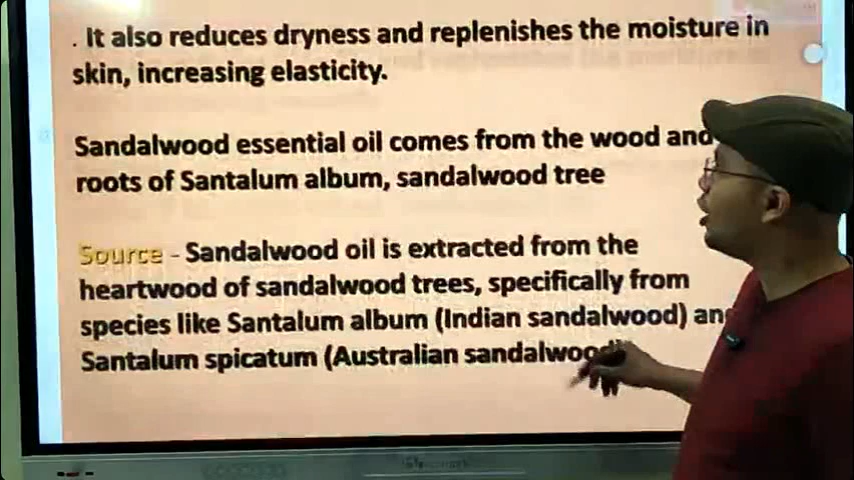 . It also reduces dryness and replenishes the moisture in
skin, increasing elasticity.
Sandalwood essential oil comes from the wood and
roots of Santalum album, sandalwood tree
Source - Sandalwood oil is extracted from the
heartwood of sandalwood trees, specifically from
species like Santalum album (Indian sandalwood) and
Santalum spicatum (Australian sandalwood)